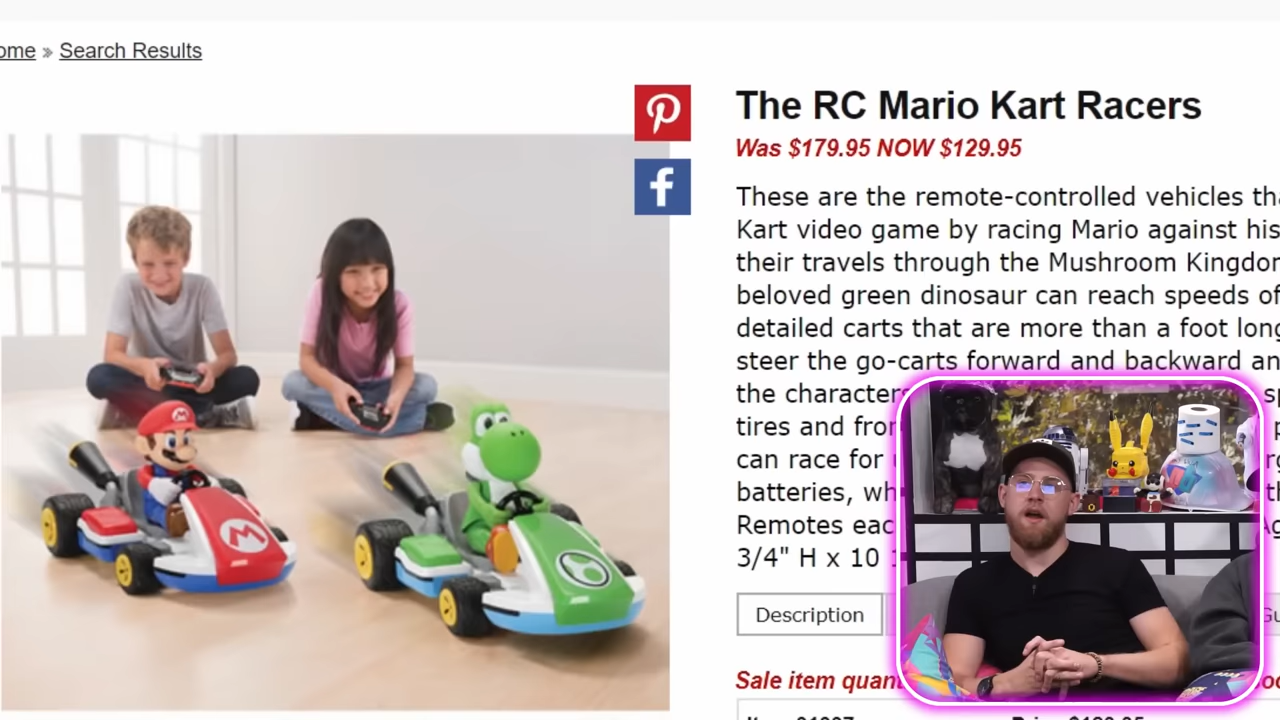 ome » Search Results
The RC Mario Kart Racers
Was $179.95 NOW $129.95
These are the remote-controlled vehicles tha
Kart video game by racing Mario against his
their travels through the Mushroom Kingdon
beloved green dinosaur can reach speeds of
detailed carts that are more than a foot long
steer the go-carts forward and backward an
the characters
tires and fron
can race for
batteries, wh
Remotes eac
3/4" H x 10
Description
Gu
Sale item quan